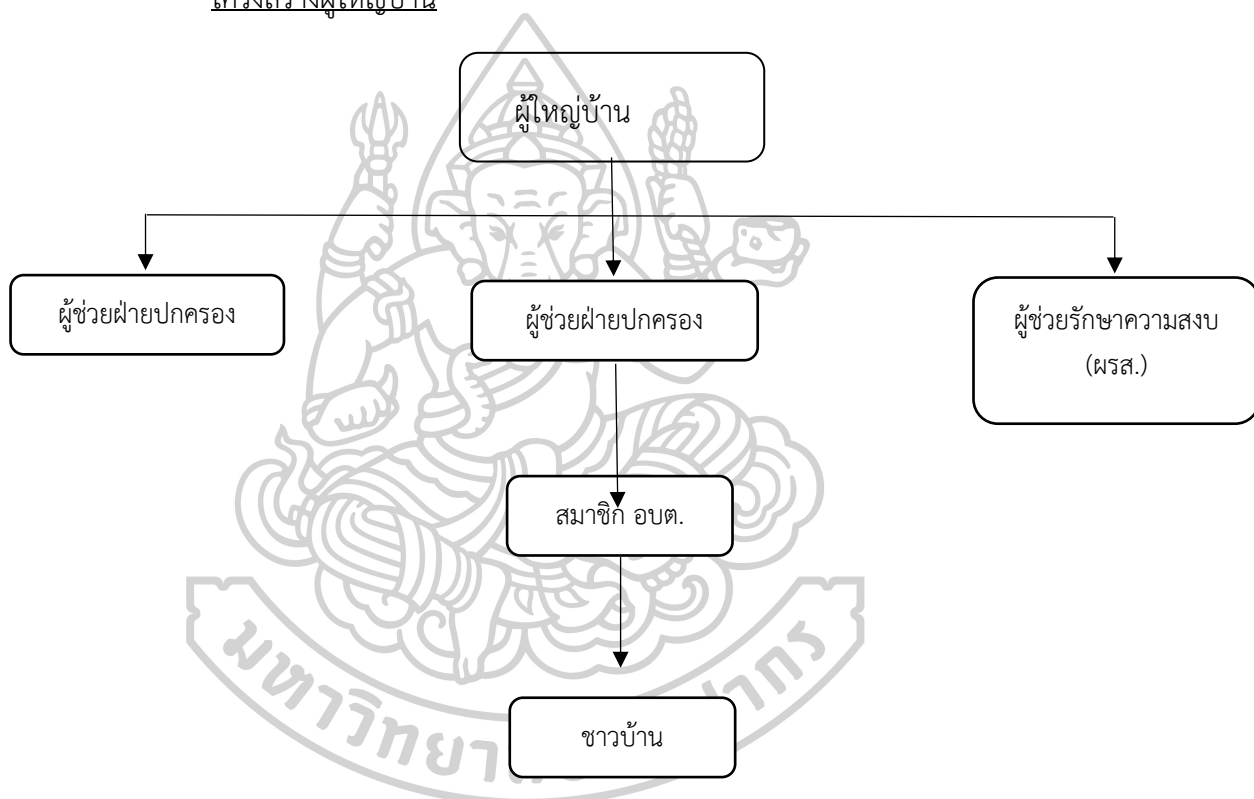 โครงสร้างผู้ใหญ่บ้าน
ผู้ใหญ่บ้าน
ผู้ช่วยฝ่ายปกครอง
ผู้ช่วยฝ่ายปกครอง
ผู้ช่วยรักษาความสงบ
(ผรส.)
สมาชิก อบต.
ชาวบ้าน